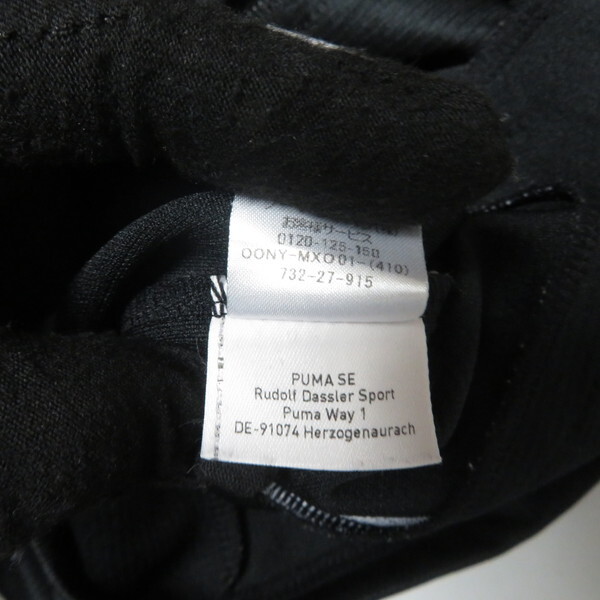 お客様サービス
0120-125-150
OONY-MXO01-(410)
732-27-915
PUMA SE
Rudolf Dassler Sport
Puma Way 1
DE-91074 Herzogenaurach